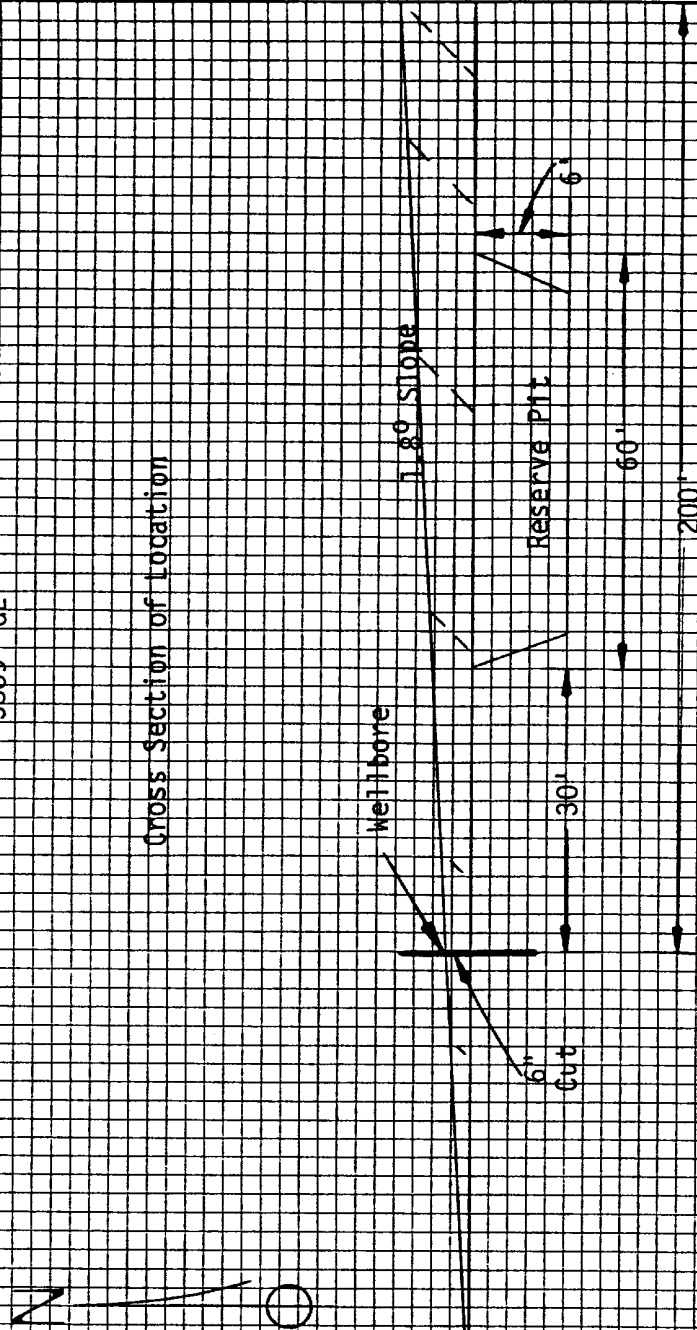 Cross Section of Location
Wellbore
1.8° Slope
6'
Reserve Pit
60'
30'
200'
6"
Cut
N